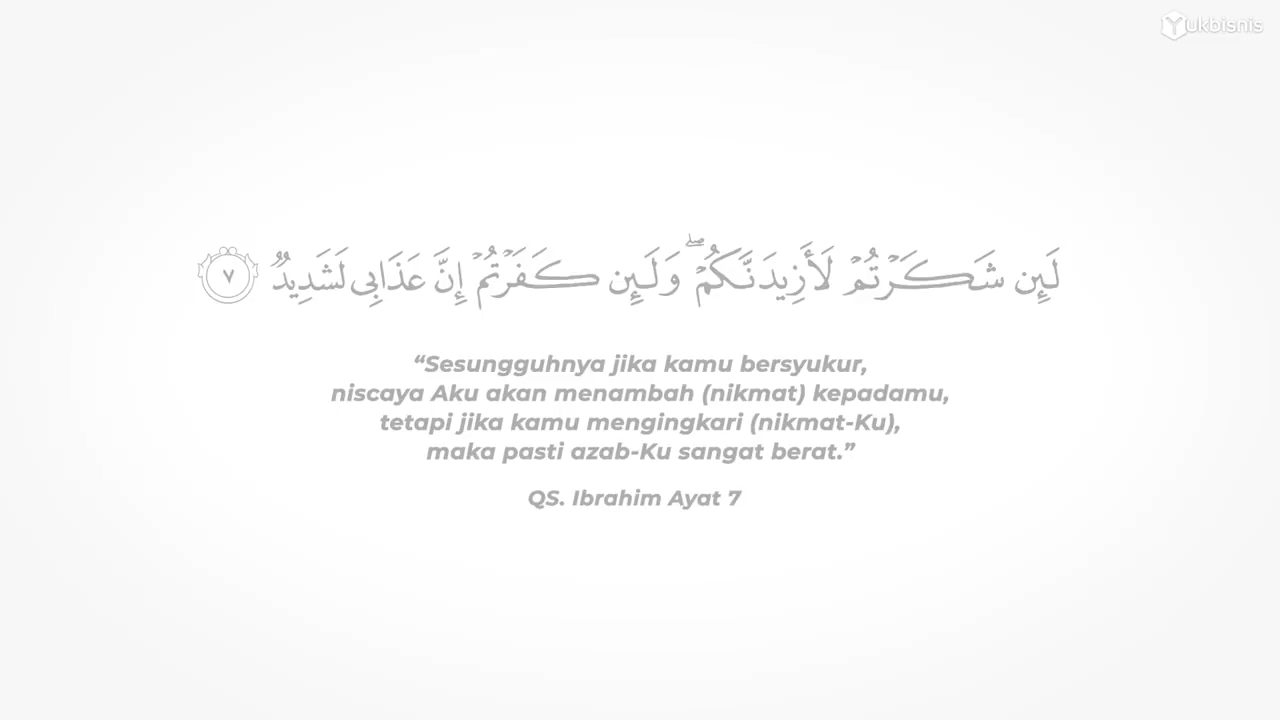 Yukbisnis
لَئِن شَكَرْتُمْ لَأَزِيدَنَّكُمْ ۖ وَلَئِن كَفَرْتُمْ إِنَّ عَذَابِى لَشَدِيدٌ ٧
“Sesungguhnya jika kamu bersyukur,
niscaya Aku akan menambah (nikmat) kepadamu,
tetapi jika kamu mengingkari (nikmat-Ku),
maka pasti azab-Ku sangat berat.”
QS. Ibrahim Ayat 7